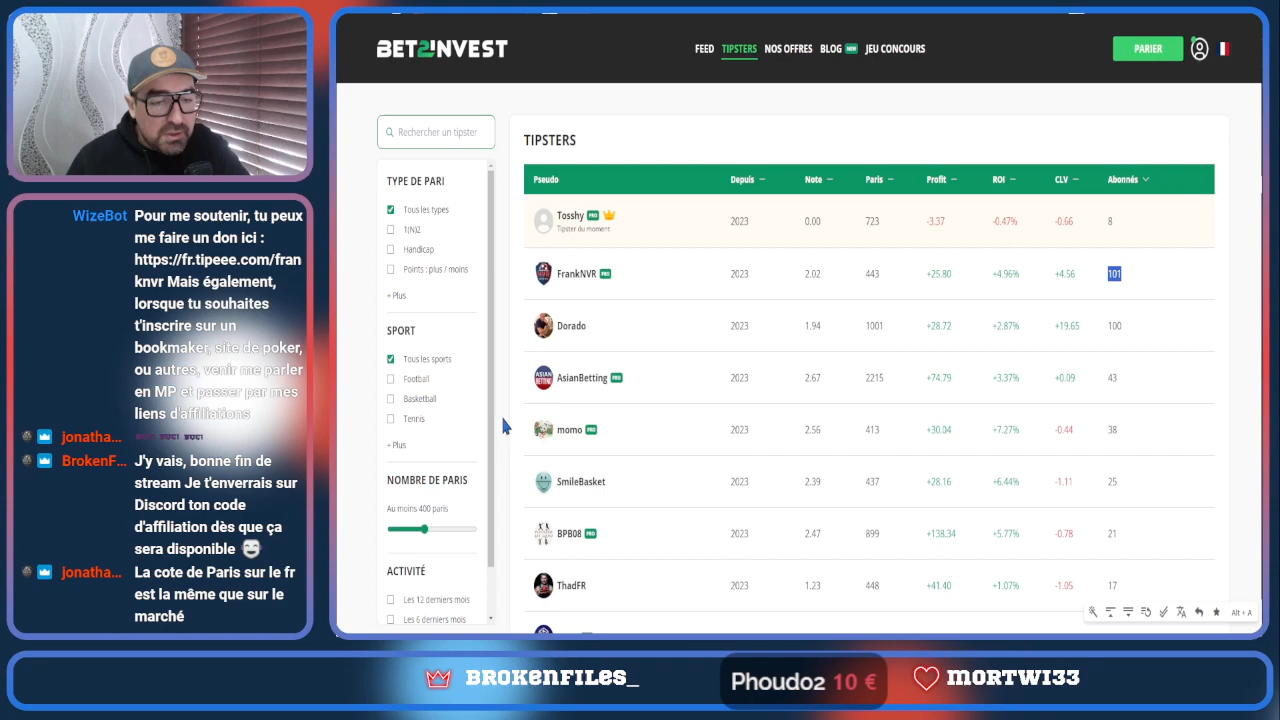 BET2INVEST
FEED TIPSTERS NOS OFFRES BLOG NEW JEU CONCOURS
PARIER
Rechercher un tipster
TYPE DE PARI
Tous les types
1(N)2
Handicap
Points : plus / moins
+ Plus
SPORT
Tous les sports
Football
Basketball
Tennis
+ Plus
NOMBRE DE PARIS
Au moins 400 paris
ACTIVITÉ
Les 12 derniers mois
Les 6 derniers mois
TIPSTERS
Pseudo Depuis Note Paris Profit ROI CLV Abonnés
Tosshy PRO 2023 0.00 723 -3.37 -0.47% -0.66 8
Tipster du moment
FrankNVR PRO 2023 2.02 443 +25.80 +4.96% +4.56 101
Dorado 2023 1.94 1001 +28.72 +2.87% +19.65 100
AsianBetting PRO 2023 2.67 2215 +74.79 +3.37% +0.09 43
momo PRO 2023 2.56 413 +30.04 +7.27% -0.44 38
SmileBasket 2023 2.39 437 +28.16 +6.44% -1.11 25
BPB08 PRO 2023 2.47 899 +138.34 +5.77% -0.78 21
ThadFR 2023 1.23 448 +41.40 +1.07% -1.05 17
Alt + A
WizeBot Pour me soutenir, tu peux
me faire un don ici :
https://fr.tipeee.com/fran
knvr Mais également,
lorsque tu souhaites
t'inscrire sur un
bookmaker, site de poker,
ou autres, venir me parler
en MP et passer par mes
liens d'affiliations
jonatha...
BrokenF... J'y vais, bonne fin de
stream Je t'enverrais sur
Discord ton code
d'affiliation dès que ça
sera disponible
jonatha... La cote de Paris sur le fr
est la même que sur le
marché
BROKENFILES_
Phoudo2 10 €
MORTWI33